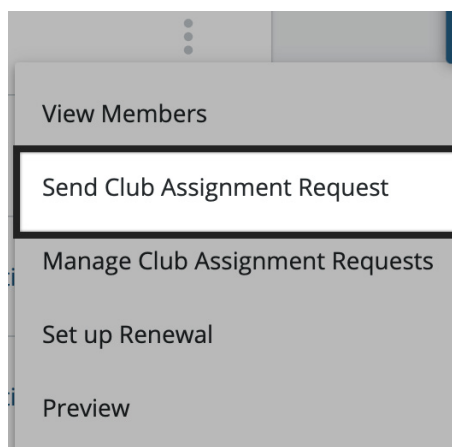 View Members
Send Club Assignment Request
Manage Club Assignment Requests
Set up Renewal
Preview